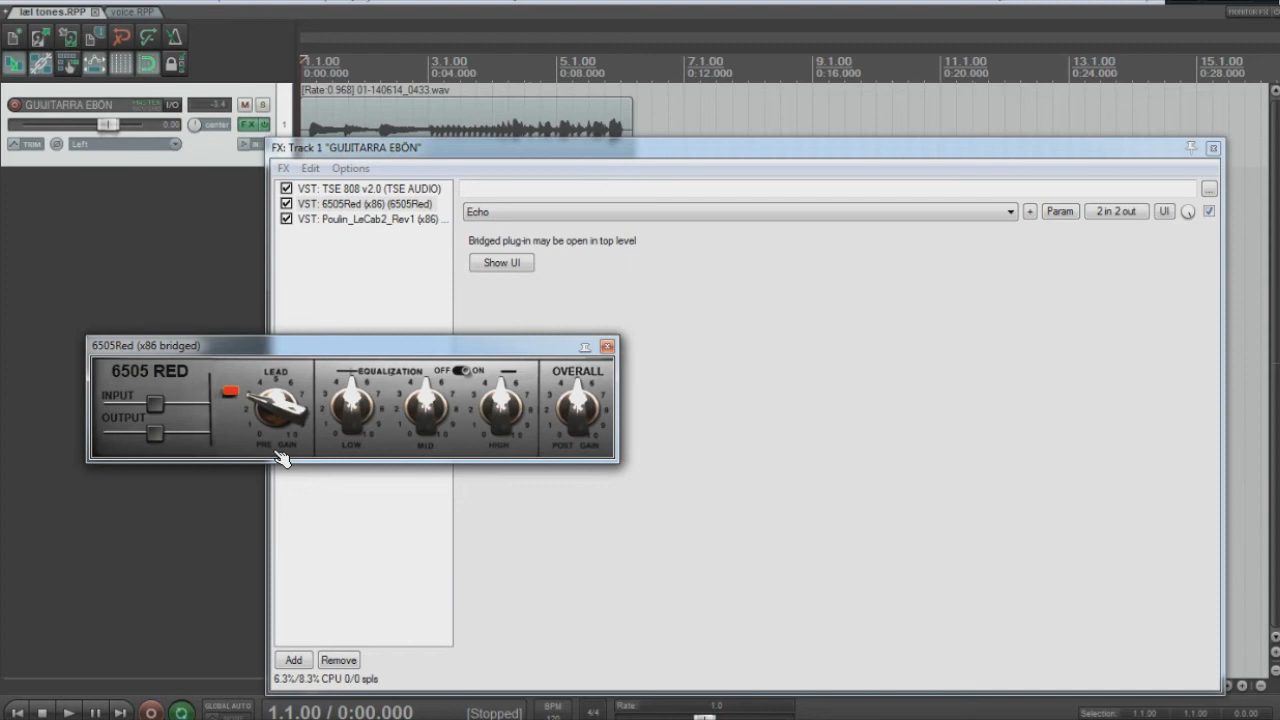 læl tones.RPP
voice.RPP
MONITOR FX
1.1.00
0:00.000
3.1.00
0:04.000
5.1.00
0:08.000
7.1.00
0:12.000
9.1.00
0:16.000
11.1.00
0:20.000
13.1.00
0:24.000
15.1.00
0:28.000
[Rate: 0.968] 01-140614_0433.wav
GUIJTARRA EBÖN
I/O
-3.4
M
S
0.00
center
FX
1
TRIM
Left
IN
FX: Track 1 "GUIJTARRA EBÖN"
FX Edit Options
VST: TSE 808 v2.0 (TSE AUDIO)
VST: 6505Red (x86) (6505Red)
VST: Poulin_LeCab2_Rev1 (x86) ...
...
Echo
+
Param
2 in 2 out
UI
Bridged plug-in may be open in top level
Show UI
6505Red (x86 bridged)
6505 RED
INPUT
OUTPUT
LEAD
PRE GAIN
EQUALIZATION
OFF
ON
LOW
MID
HIGH
OVERALL
POST GAIN
Add
Remove
6.3%/8.3% CPU 0/0 spls
GLOBAL AUTO
1.1.00 / 0:00.000
[Stopped]
BPM
120
4/4
Rate:
1.0
Selection:
1.1.00
1.1.00
0.0.00